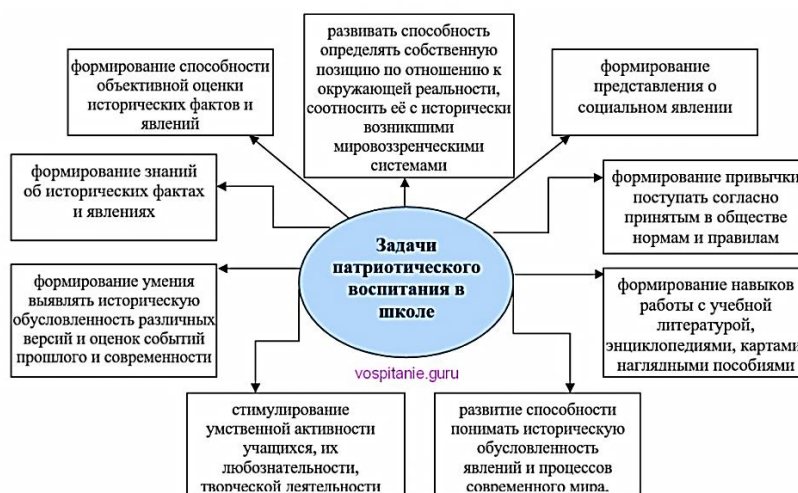 развивать способность
определять собственную
позицию по отношению к
окружающей реальности,
соотносить её с исторически
возникшими
мировоззренческими
системами
формирование способности
объективной оценки
исторических фактов и
явлений
формирование
представления о
социальном явлении
формирование знаний
об исторических фактах
и явлениях
формирование привычки
поступать согласно
принятым в обществе
нормам и правилам
Задачи
патриотического
воспитания в
школе
формирование умения
выявлять историческую
обусловленность различных
версий и оценок событий
прошлого и современности
формирование навыков
работы с учебной
литературой,
энциклопедиями, картами
наглядными пособиями
vospitanie.guru
стимулирование
умственной активности
учащихся, их
любознательности,
творческой деятельности
развитие способности
понимать историческую
обусловленность
явлений и процессов
современного мира.